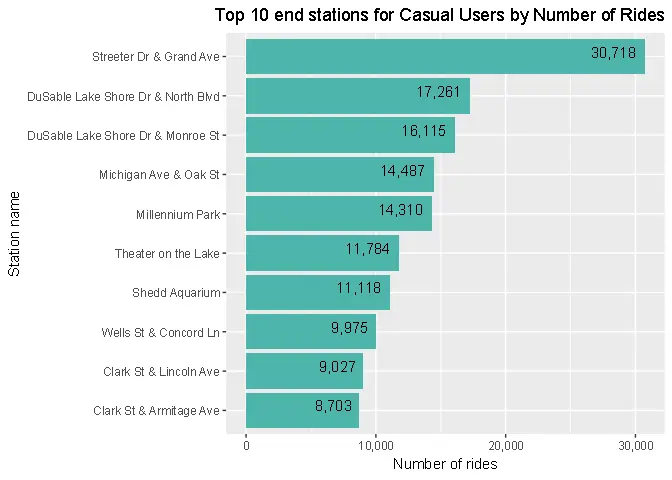 Top 10 end stations for Casual Users by Number of Rides
Station name
Streeter Dr & Grand Ave 30,718
DuSable Lake Shore Dr & North Blvd 17,261
DuSable Lake Shore Dr & Monroe St 16,115
Michigan Ave & Oak St 14,487
Millennium Park 14,310
Theater on the Lake 11,784
Shedd Aquarium 11,118
Wells St & Concord Ln 9,975
Clark St & Lincoln Ave 9,027
Clark St & Armitage Ave 8,703
0 10,000 20,000 30,000
Number of rides